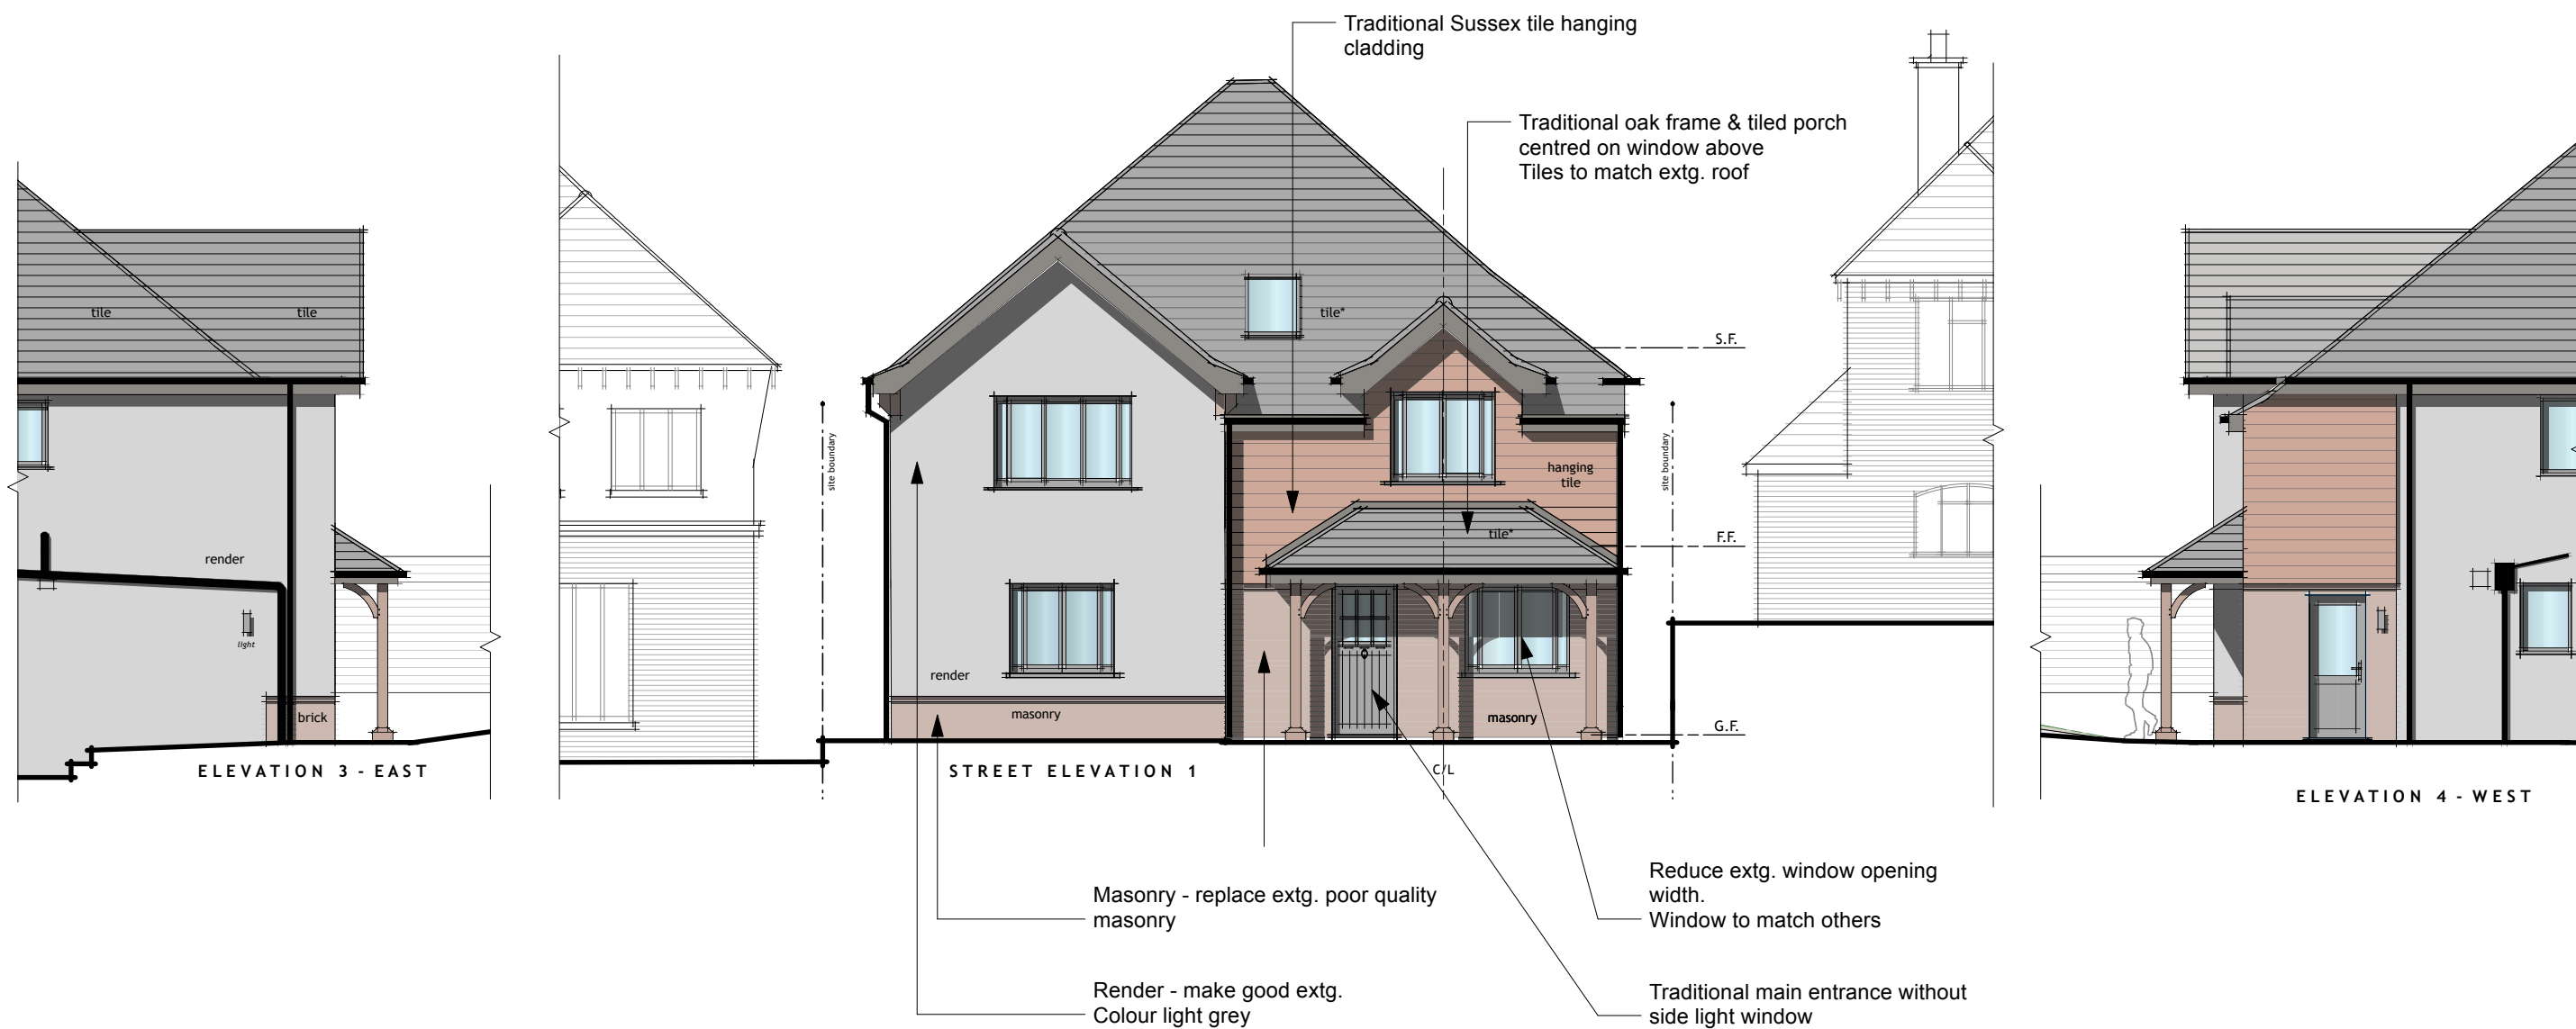 Traditional Sussex tile hanging
cladding
Traditional oak frame & tiled porch
centred on window above
Tiles to match extg. roof
tile
tile
render
light
brick
ELEVATION 3 - EAST
site boundary
tile*
hanging
tile
tile*
render
masonry
masonry
site boundary
S.F.
F.F.
G.F.
STREET ELEVATION 1
C/L
ELEVATION 4 - WEST
Masonry - replace extg. poor quality
masonry
Render - make good extg.
Colour light grey
Reduce extg. window opening
width.
Window to match others
Traditional main entrance without
side light window